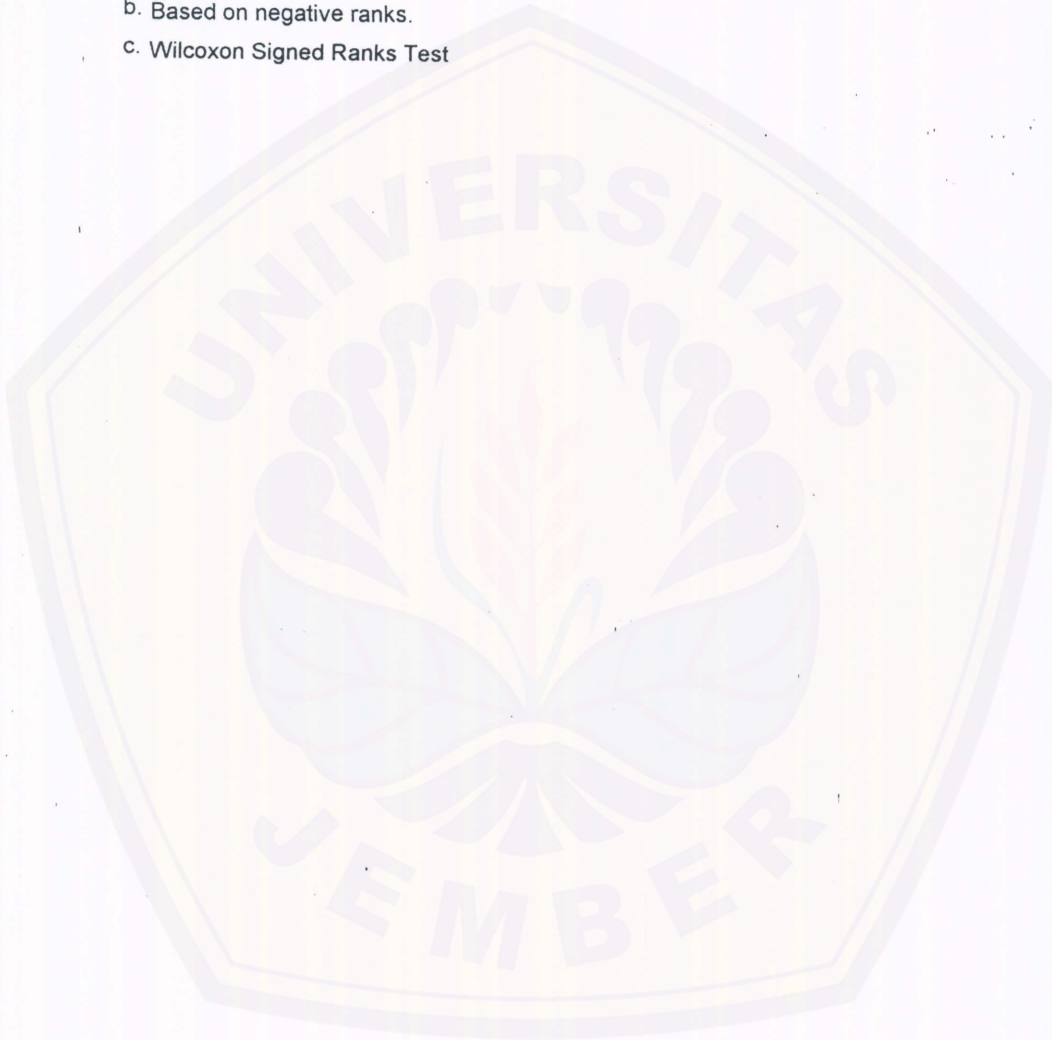 b. Based on negative ranks.
c. Wilcoxon Signed Ranks Test
UNIVERSITAS
JEMBER